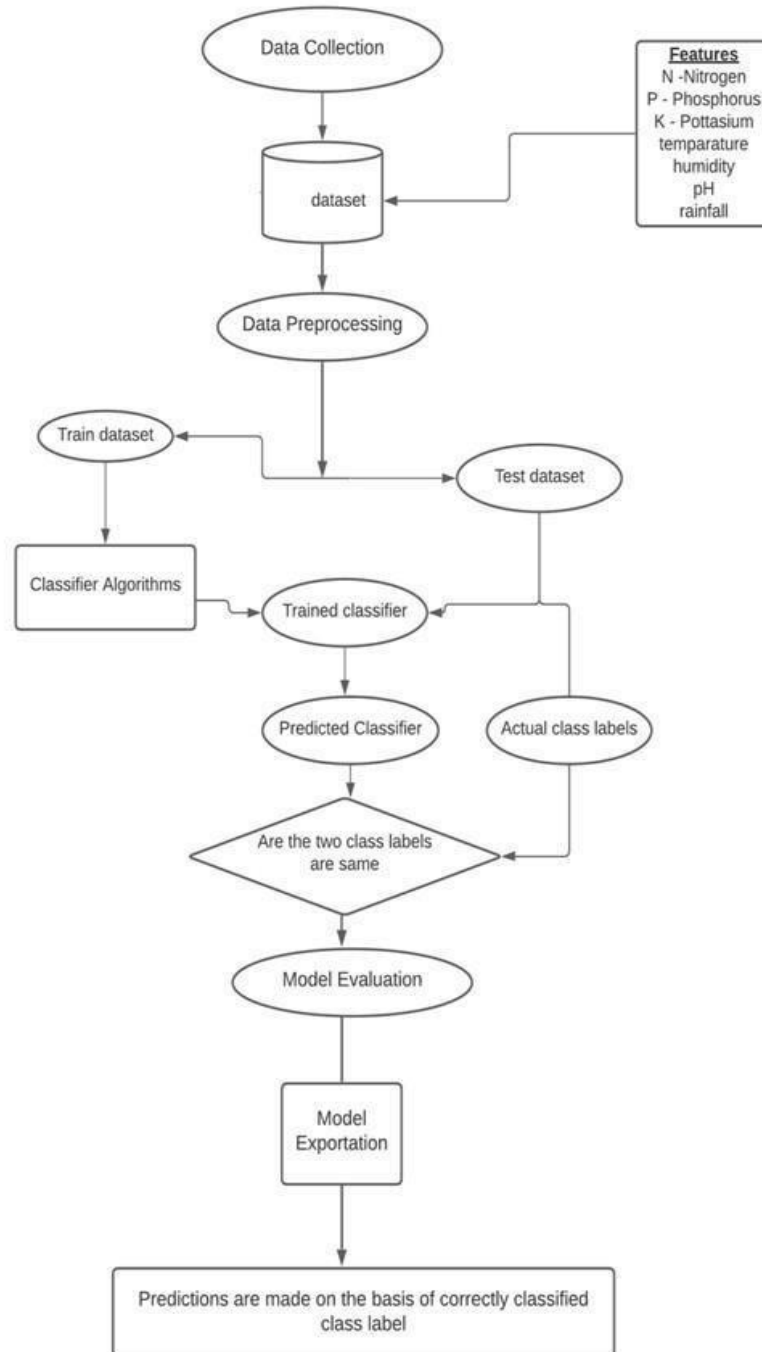 Data Collection
Features
N -Nitrogen
P - Phosphorus
K - Pottasium
temparature
humidity
pH
rainfall
dataset
Data Preprocessing
Train dataset
Test dataset
Classifier Algorithms
Trained classifier
Predicted Classifier
Actual class labels
Are the two class labels
are same
Model Evaluation
Model
Exportation
Predictions are made on the basis of correctly classified
class label